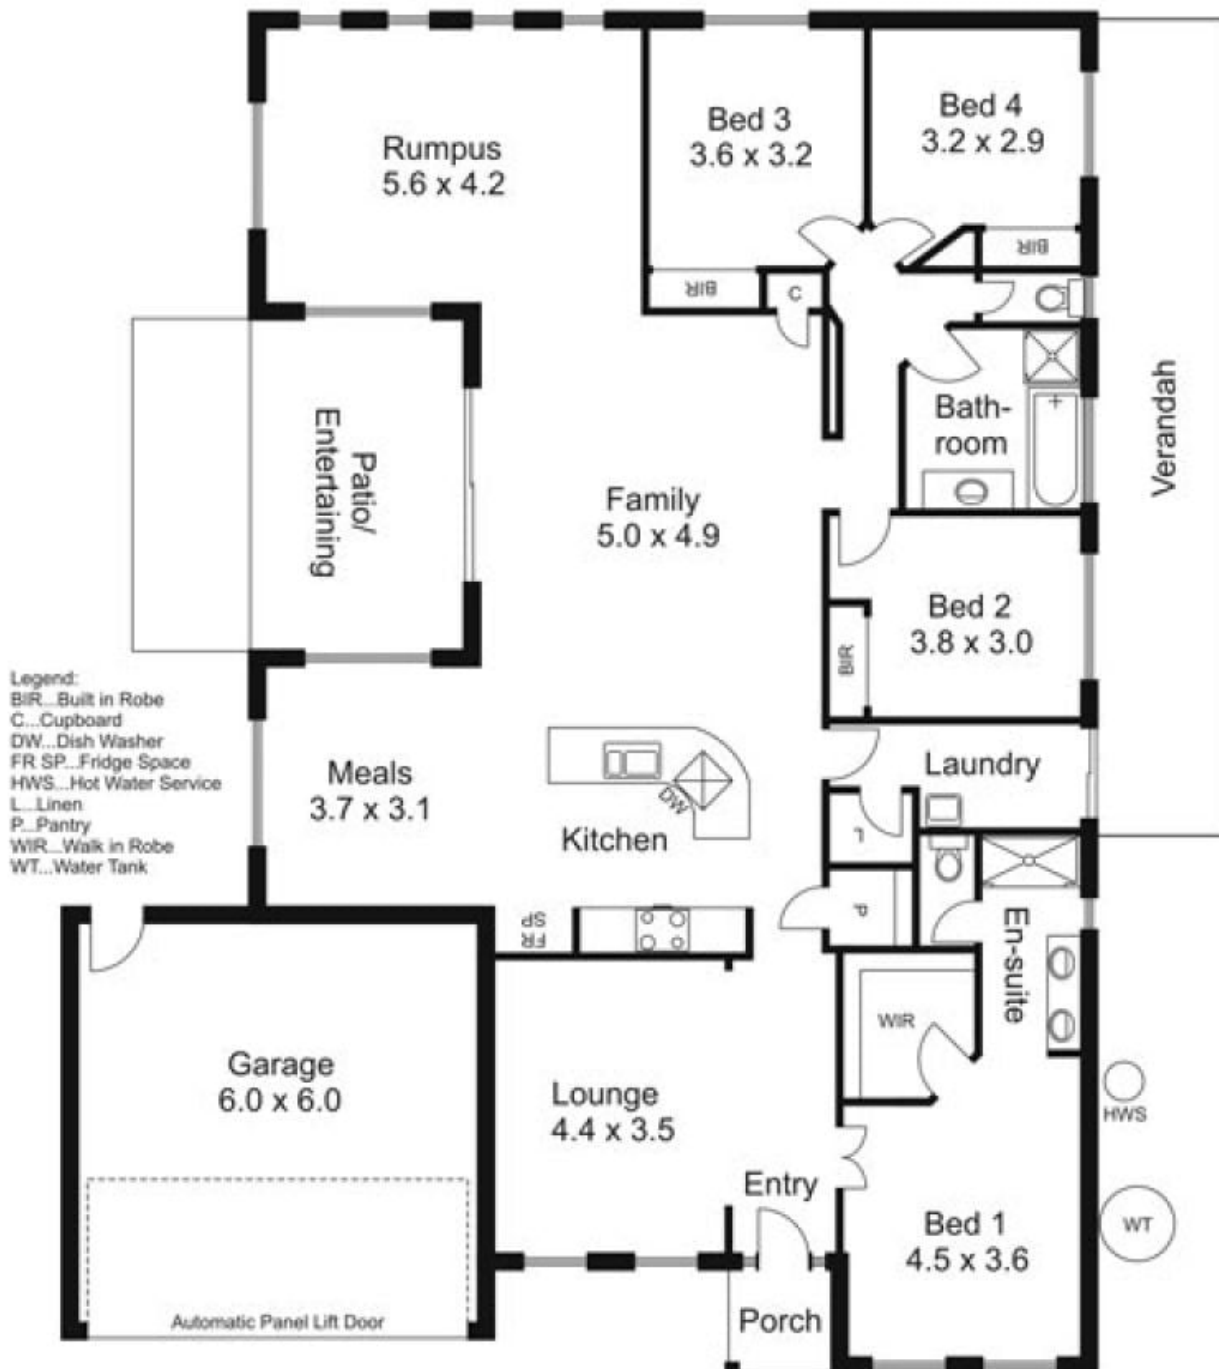 Rumpus
5.6 x 4.2
Bed 3
3.6 x 3.2
Bed 4
3.2 x 2.9
BIR
BIR
C
Patio/
Entertaining
Family
5.0 x 4.9
Bath-
room
Verandah
Bed 2
3.8 x 3.0
BIR
Legend:
BIR...Built in Robe
C...Cupboard
DW...Dish Washer
FR SP...Fridge Space
HWS...Hot Water Service
L...Linen
P...Pantry
WIR...Walk in Robe
WT...Water Tank
Meals
3.7 x 3.1
DW
Kitchen
Laundry
L
P
FR
SP
En-suite
WIR
Garage
6.0 x 6.0
Lounge
4.4 x 3.5
HWS
Entry
Bed 1
4.5 x 3.6
WT
Automatic Panel Lift Door
Porch